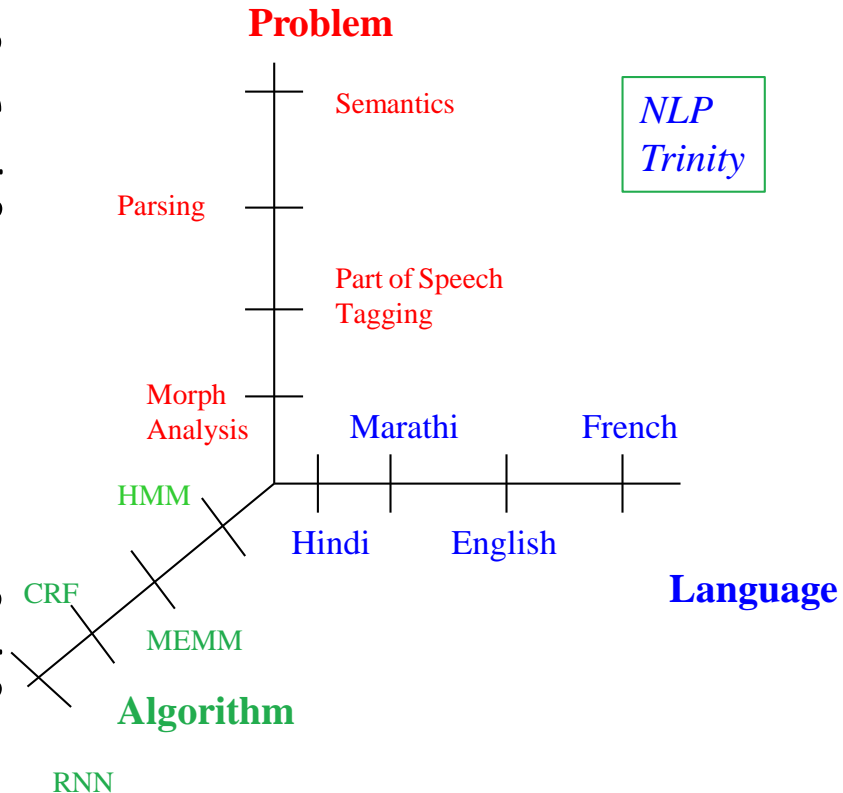 Problem
Semantics
NLP
Trinity
Parsing
Part of Speech
Tagging
Morph
Analysis
Marathi
French
HMM
Hindi
English
CRF
Language
MEMM
Algorithm
RNN